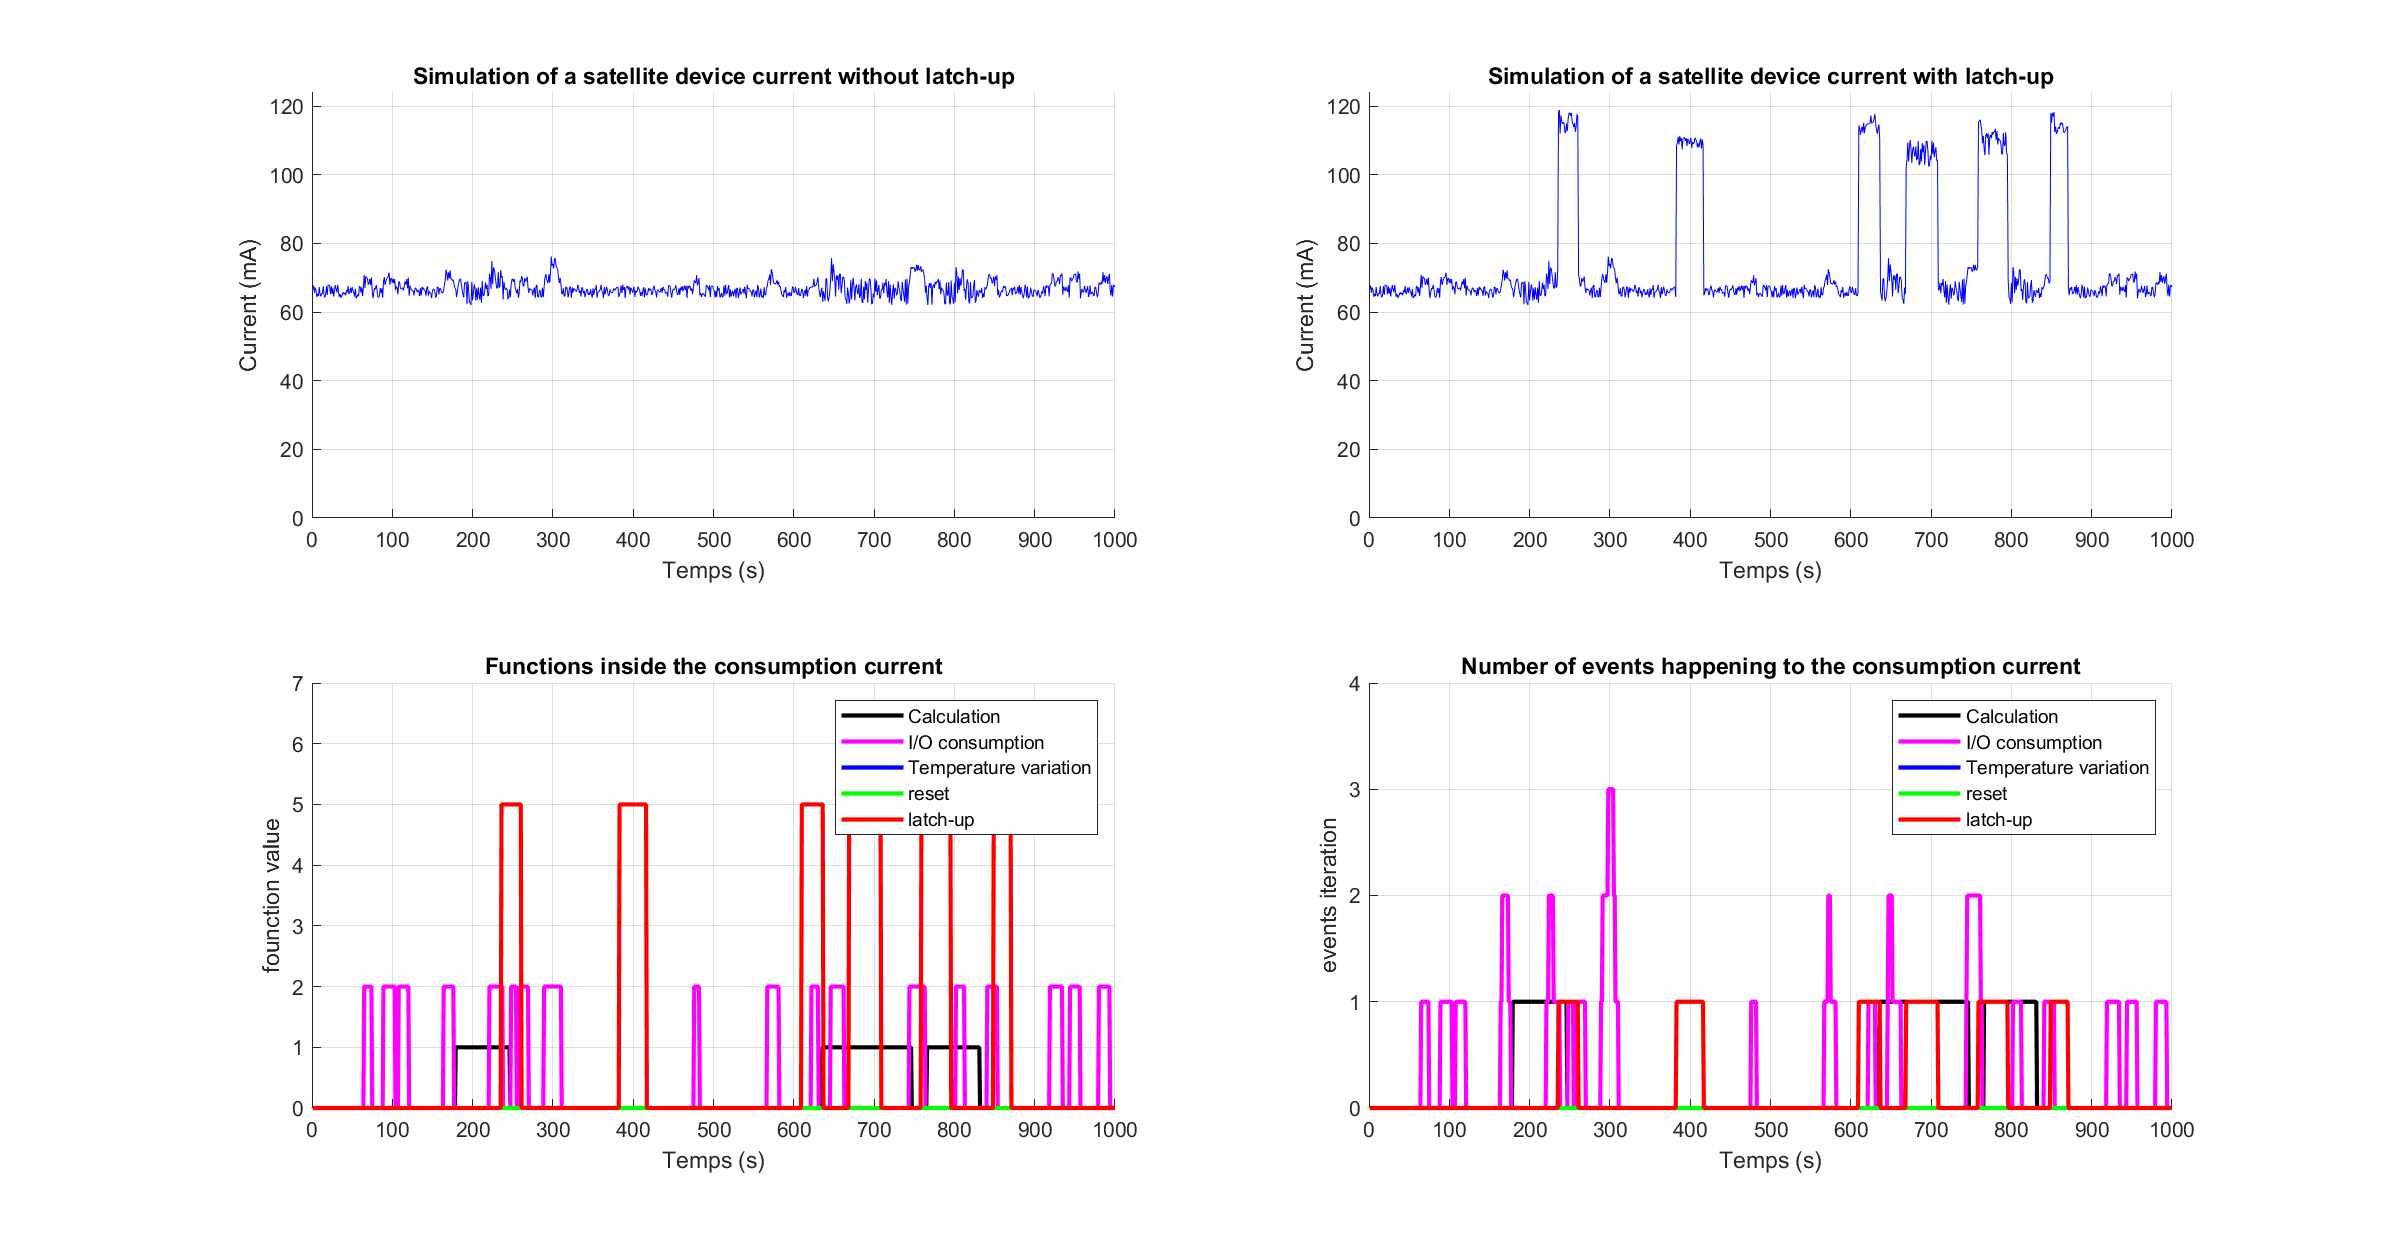 Simulation of a satellite device current without latch-up
120
100
80
60
40
20
0
Current (mA)
0 100 200 300 400 500 600 700 800 900 1000
Temps (s)
Simulation of a satellite device current with latch-up
120
100
80
60
40
20
0
Current (mA)
0 100 200 300 400 500 600 700 800 900 1000
Temps (s)
Functions inside the consumption current
7
6
5
4
3
2
1
0
founction value
Calculation
I/O consumption
Temperature variation
reset
latch-up
0 100 200 300 400 500 600 700 800 900 1000
Temps (s)
Number of events happening to the consumption current
4
3
2
1
0
events iteration
Calculation
I/O consumption
Temperature variation
reset
latch-up
0 100 200 300 400 500 600 700 800 900 1000
Temps (s)